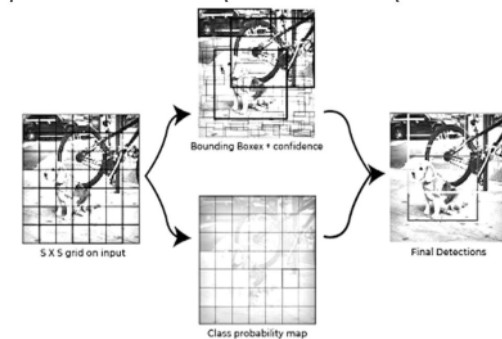 Bounding Boxex + confidence
S X S grid on input
Final Detections
Class probability map